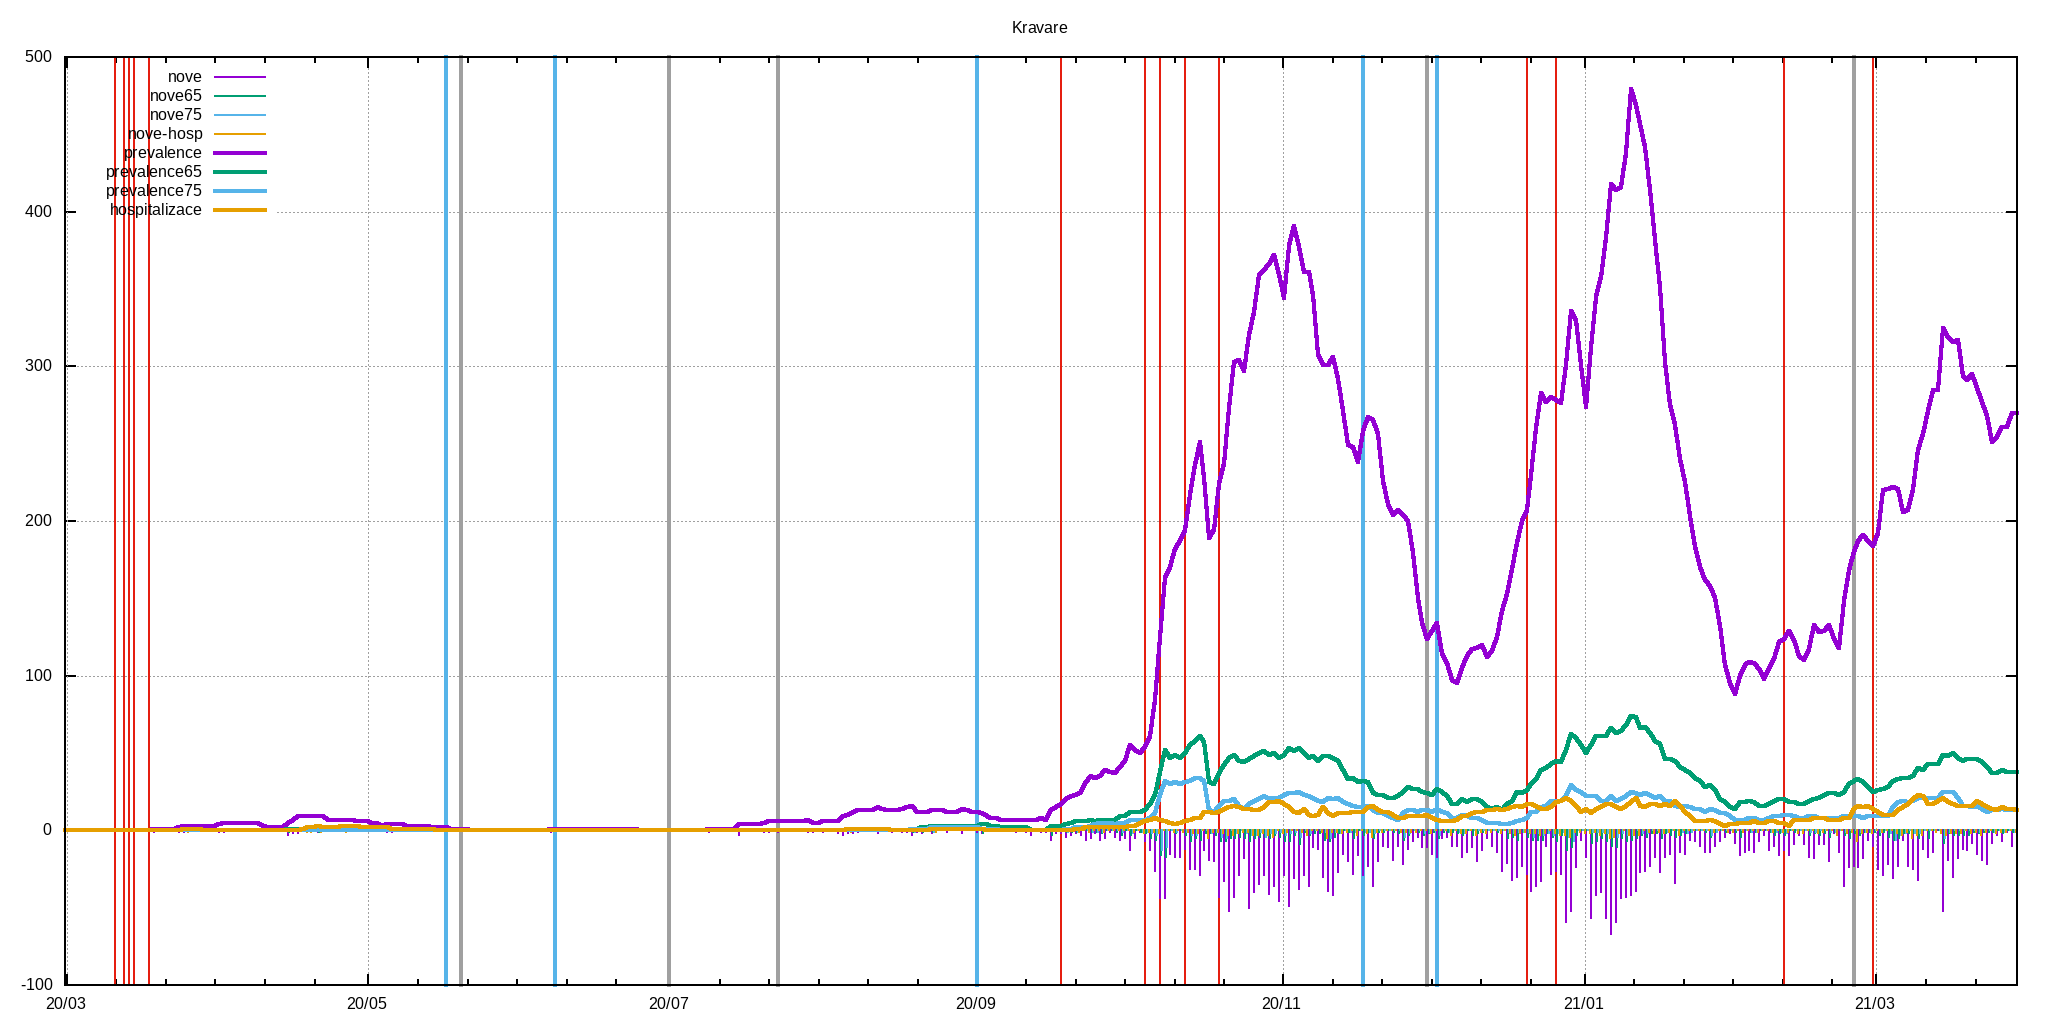 Kravare
500
400
300
200
100
0
-100
nove
nove65
nove75
nove-hosp
prevalence
prevalence65
prevalence75
hospitalizace
20/03 20/05 20/07 20/09 20/11 21/01 21/03